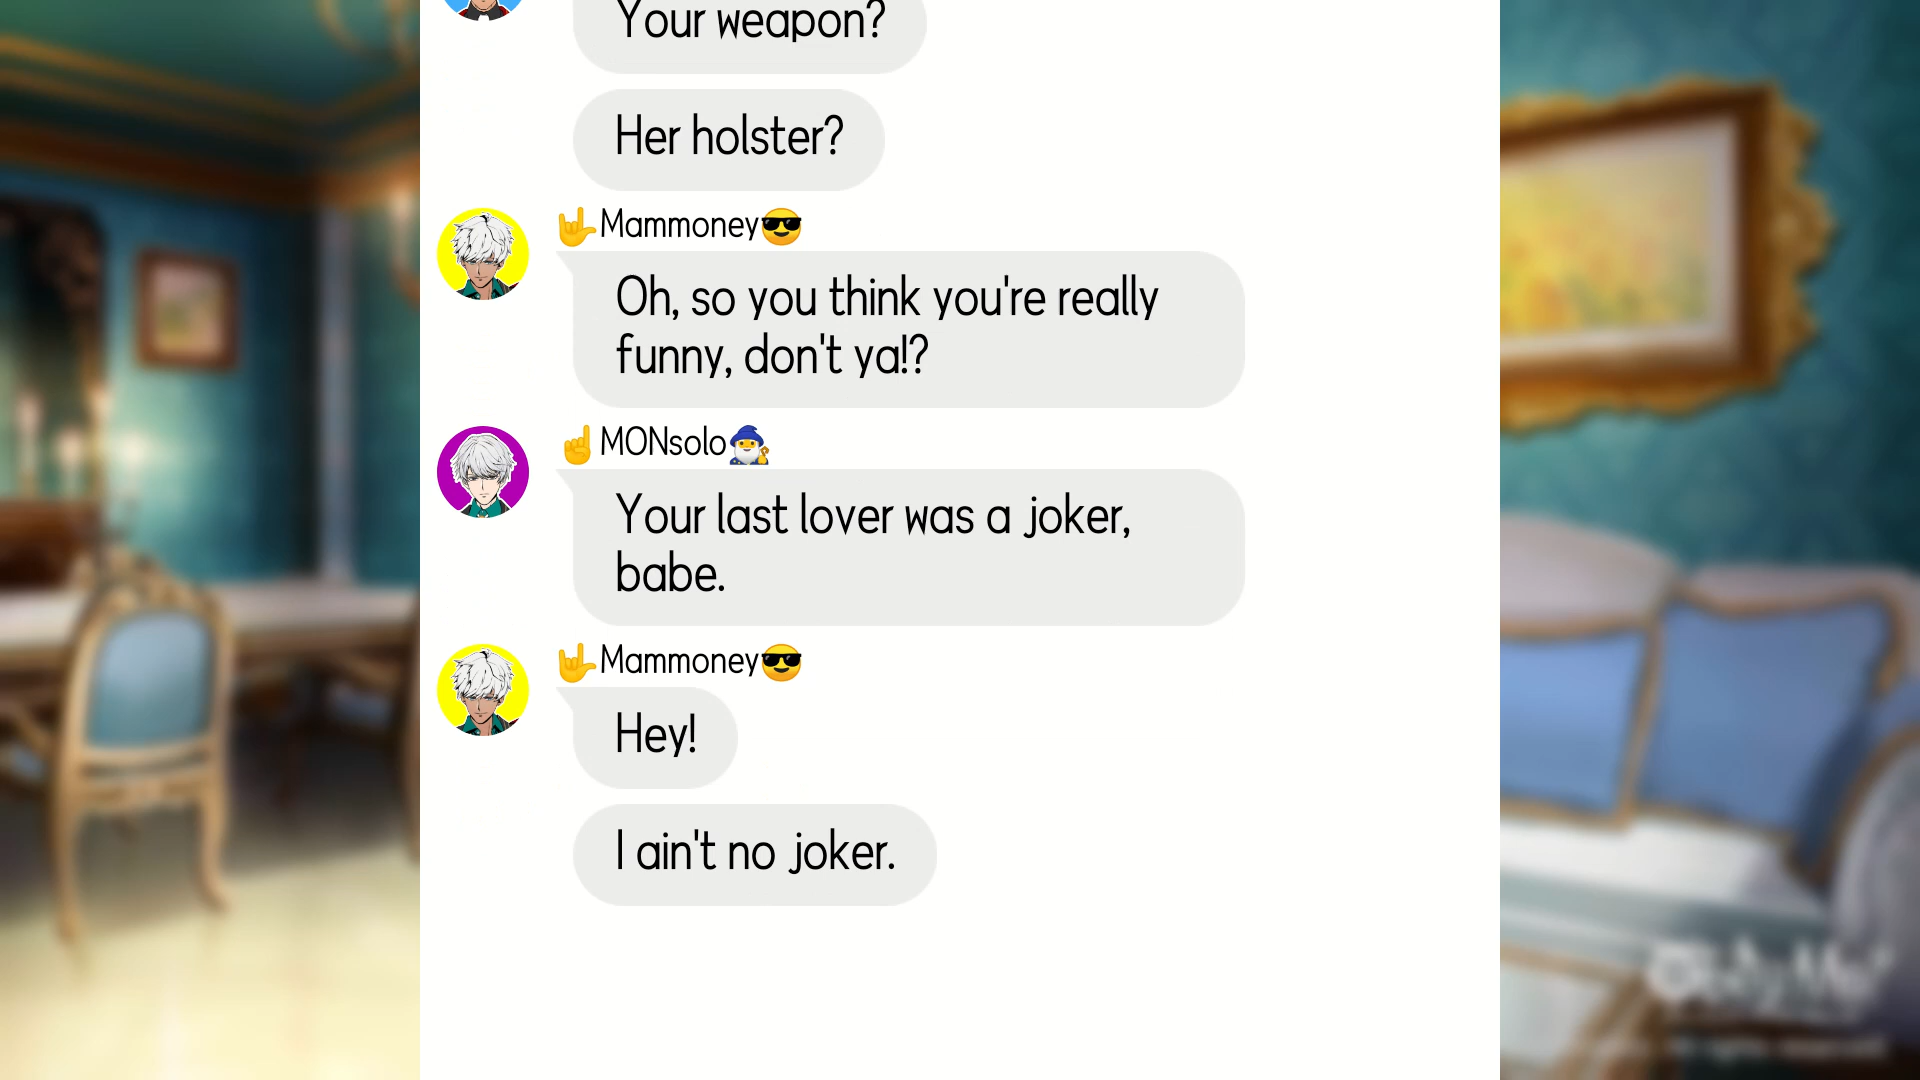 Your weapon?
Her holster?
🤟Mammoney😎
Oh, so you think you're really
funny, don't ya!?
☝MONsolo🧙‍♂️
Your last lover was a joker,
babe.
🤟Mammoney😎
Hey!
I ain't no joker.